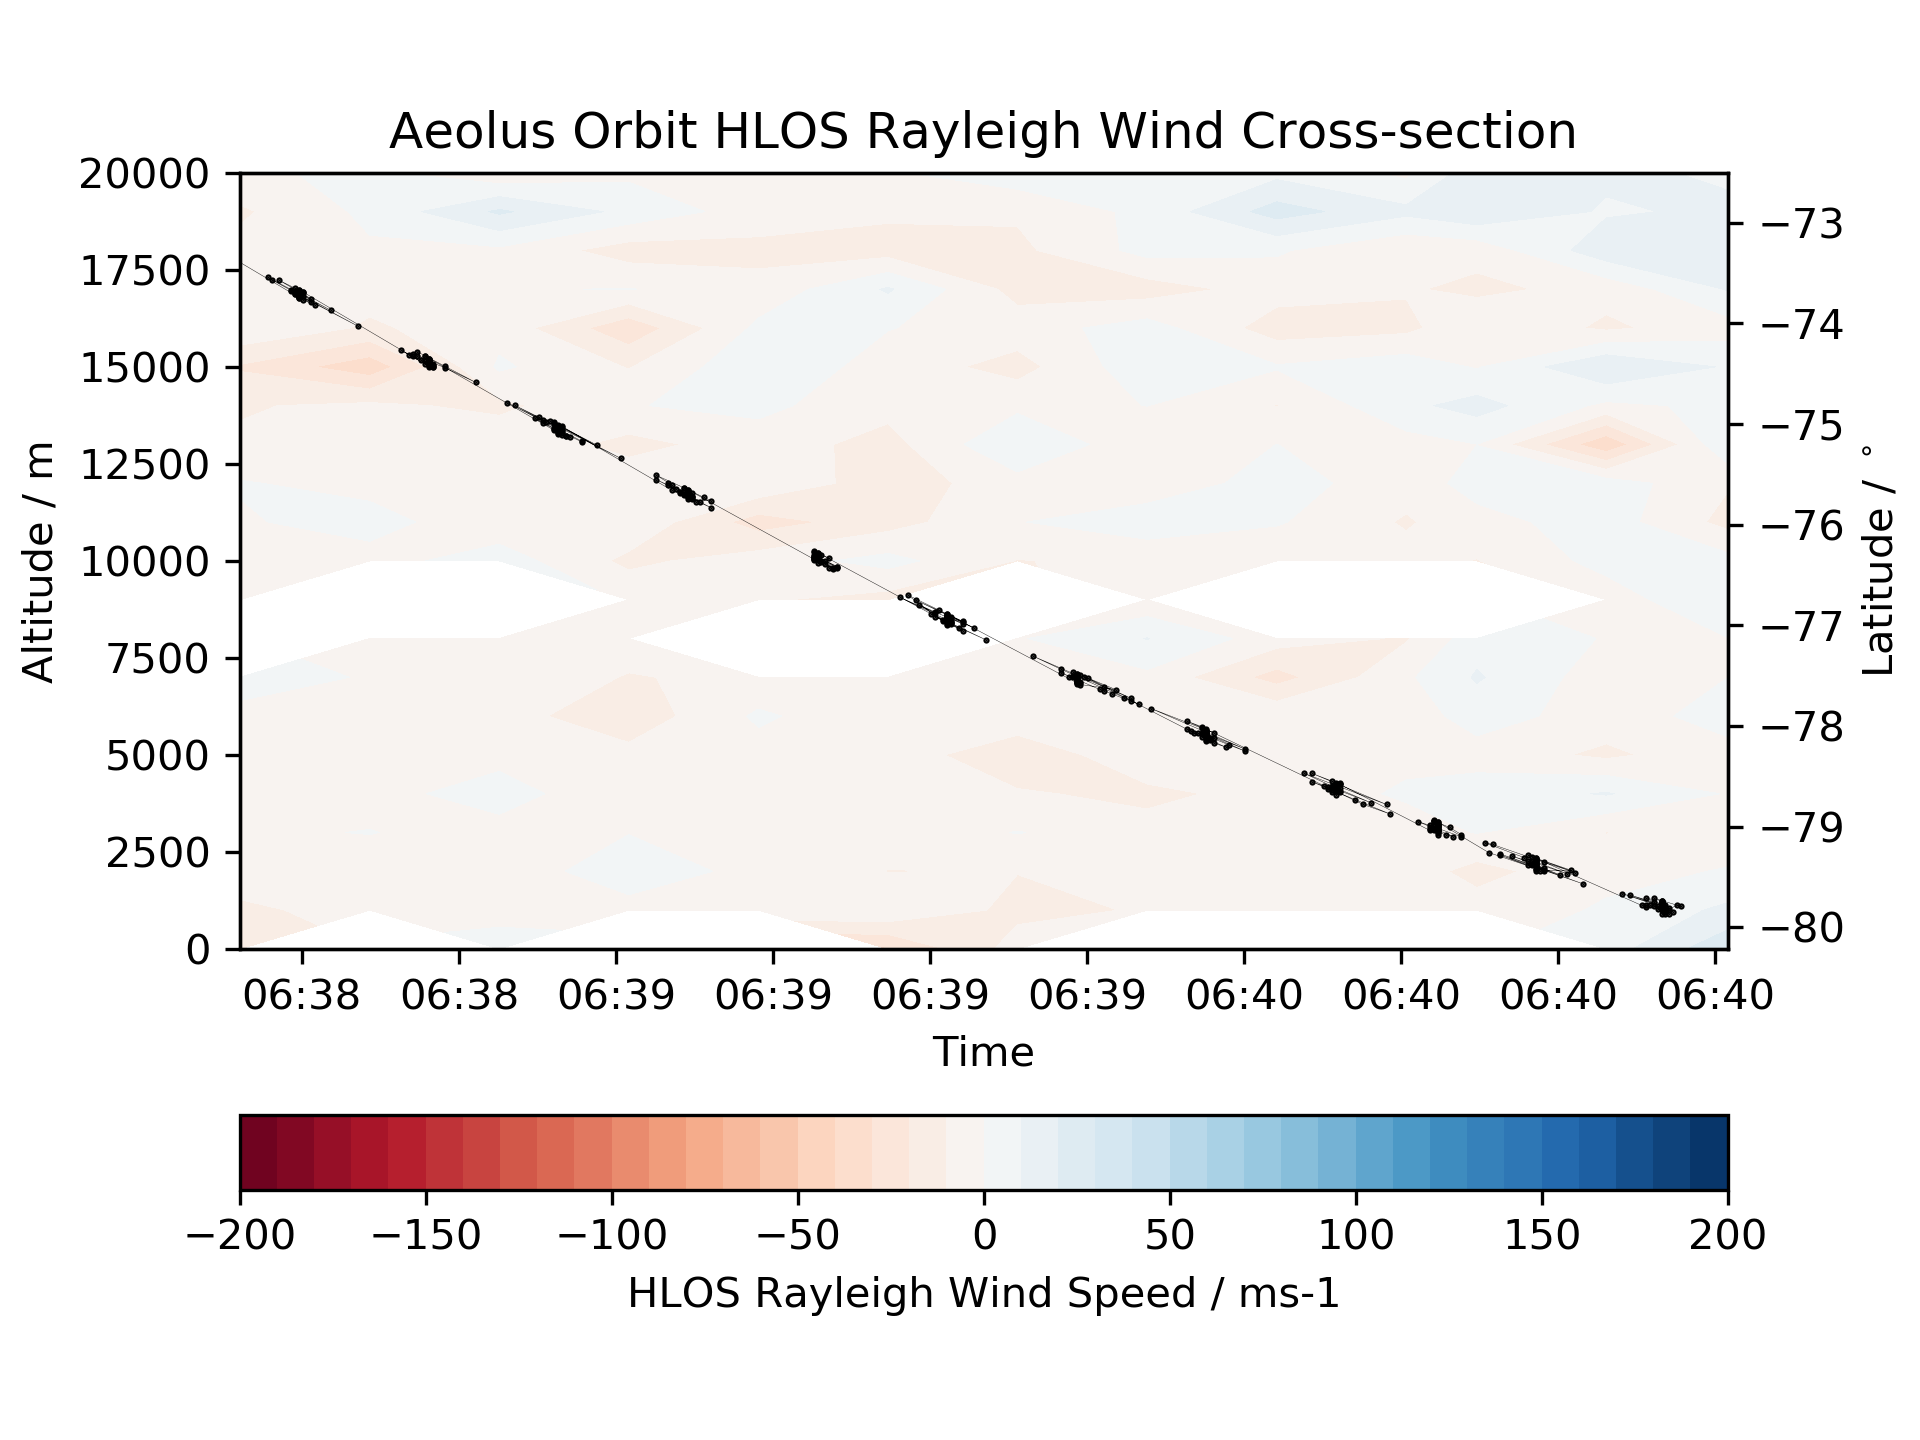 Aeolus Orbit HLOS Rayleigh Wind Cross-section
20000
17500
15000
12500
10000
7500
5000
2500
0
Altitude / m
−73
−74
−75
−76
−77
−78
−79
−80
Latitude / °
06:38 06:38 06:39 06:39 06:39 06:39 06:40 06:40 06:40 06:40
Time
−200 −150 −100 −50 0 50 100 150 200
HLOS Rayleigh Wind Speed / ms-1